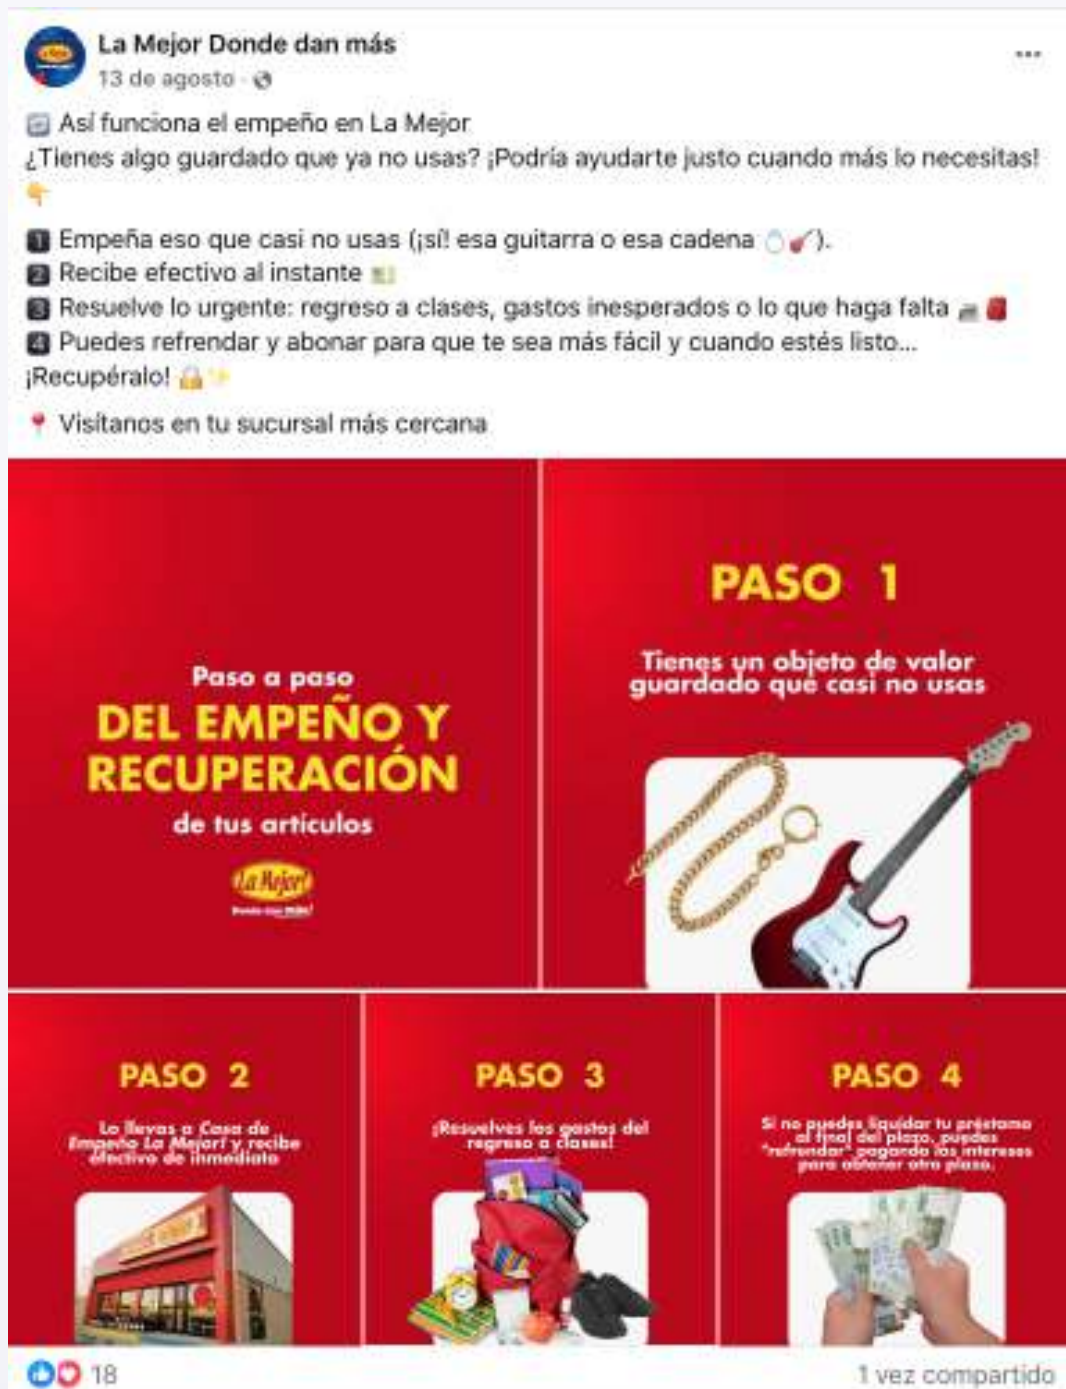 La Mejor Donde dan más
13 de agosto
Así funciona el empeño en La Mejor
¿Tienes algo guardado que ya no usas? ¡Podría ayudarte justo cuando más lo necesitas!
1 Empeña eso que casi no usas (¡sí! esa guitarra o esa cadena).
2 Recibe efectivo al instante
3 Resuelve lo urgente: regreso a clases, gastos inesperados o lo que haga falta
4 Puedes refrendar y abonar para que te sea más fácil y cuando estés listo...
¡Recupéralo!
Visítanos en tu sucursal más cercana
Paso a paso
DEL EMPEÑO Y
RECUPERACIÓN
de tus artículos
La Mejor!
Donde dan más!
PASO 1
Tienes un objeto de valor
guardado que casi no usas
PASO 2
Lo llevas a Casa de
Empeño La Mejor! y recibe
efectivo de inmediato
PASO 3
¡Resuelves los gastos del
regreso a clases!
PASO 4
Si no puedes liquidar tu préstamo
al final del plazo, puedes
"refrendar" pagando los intereses
para obtener otro plazo.
18
1 vez compartido